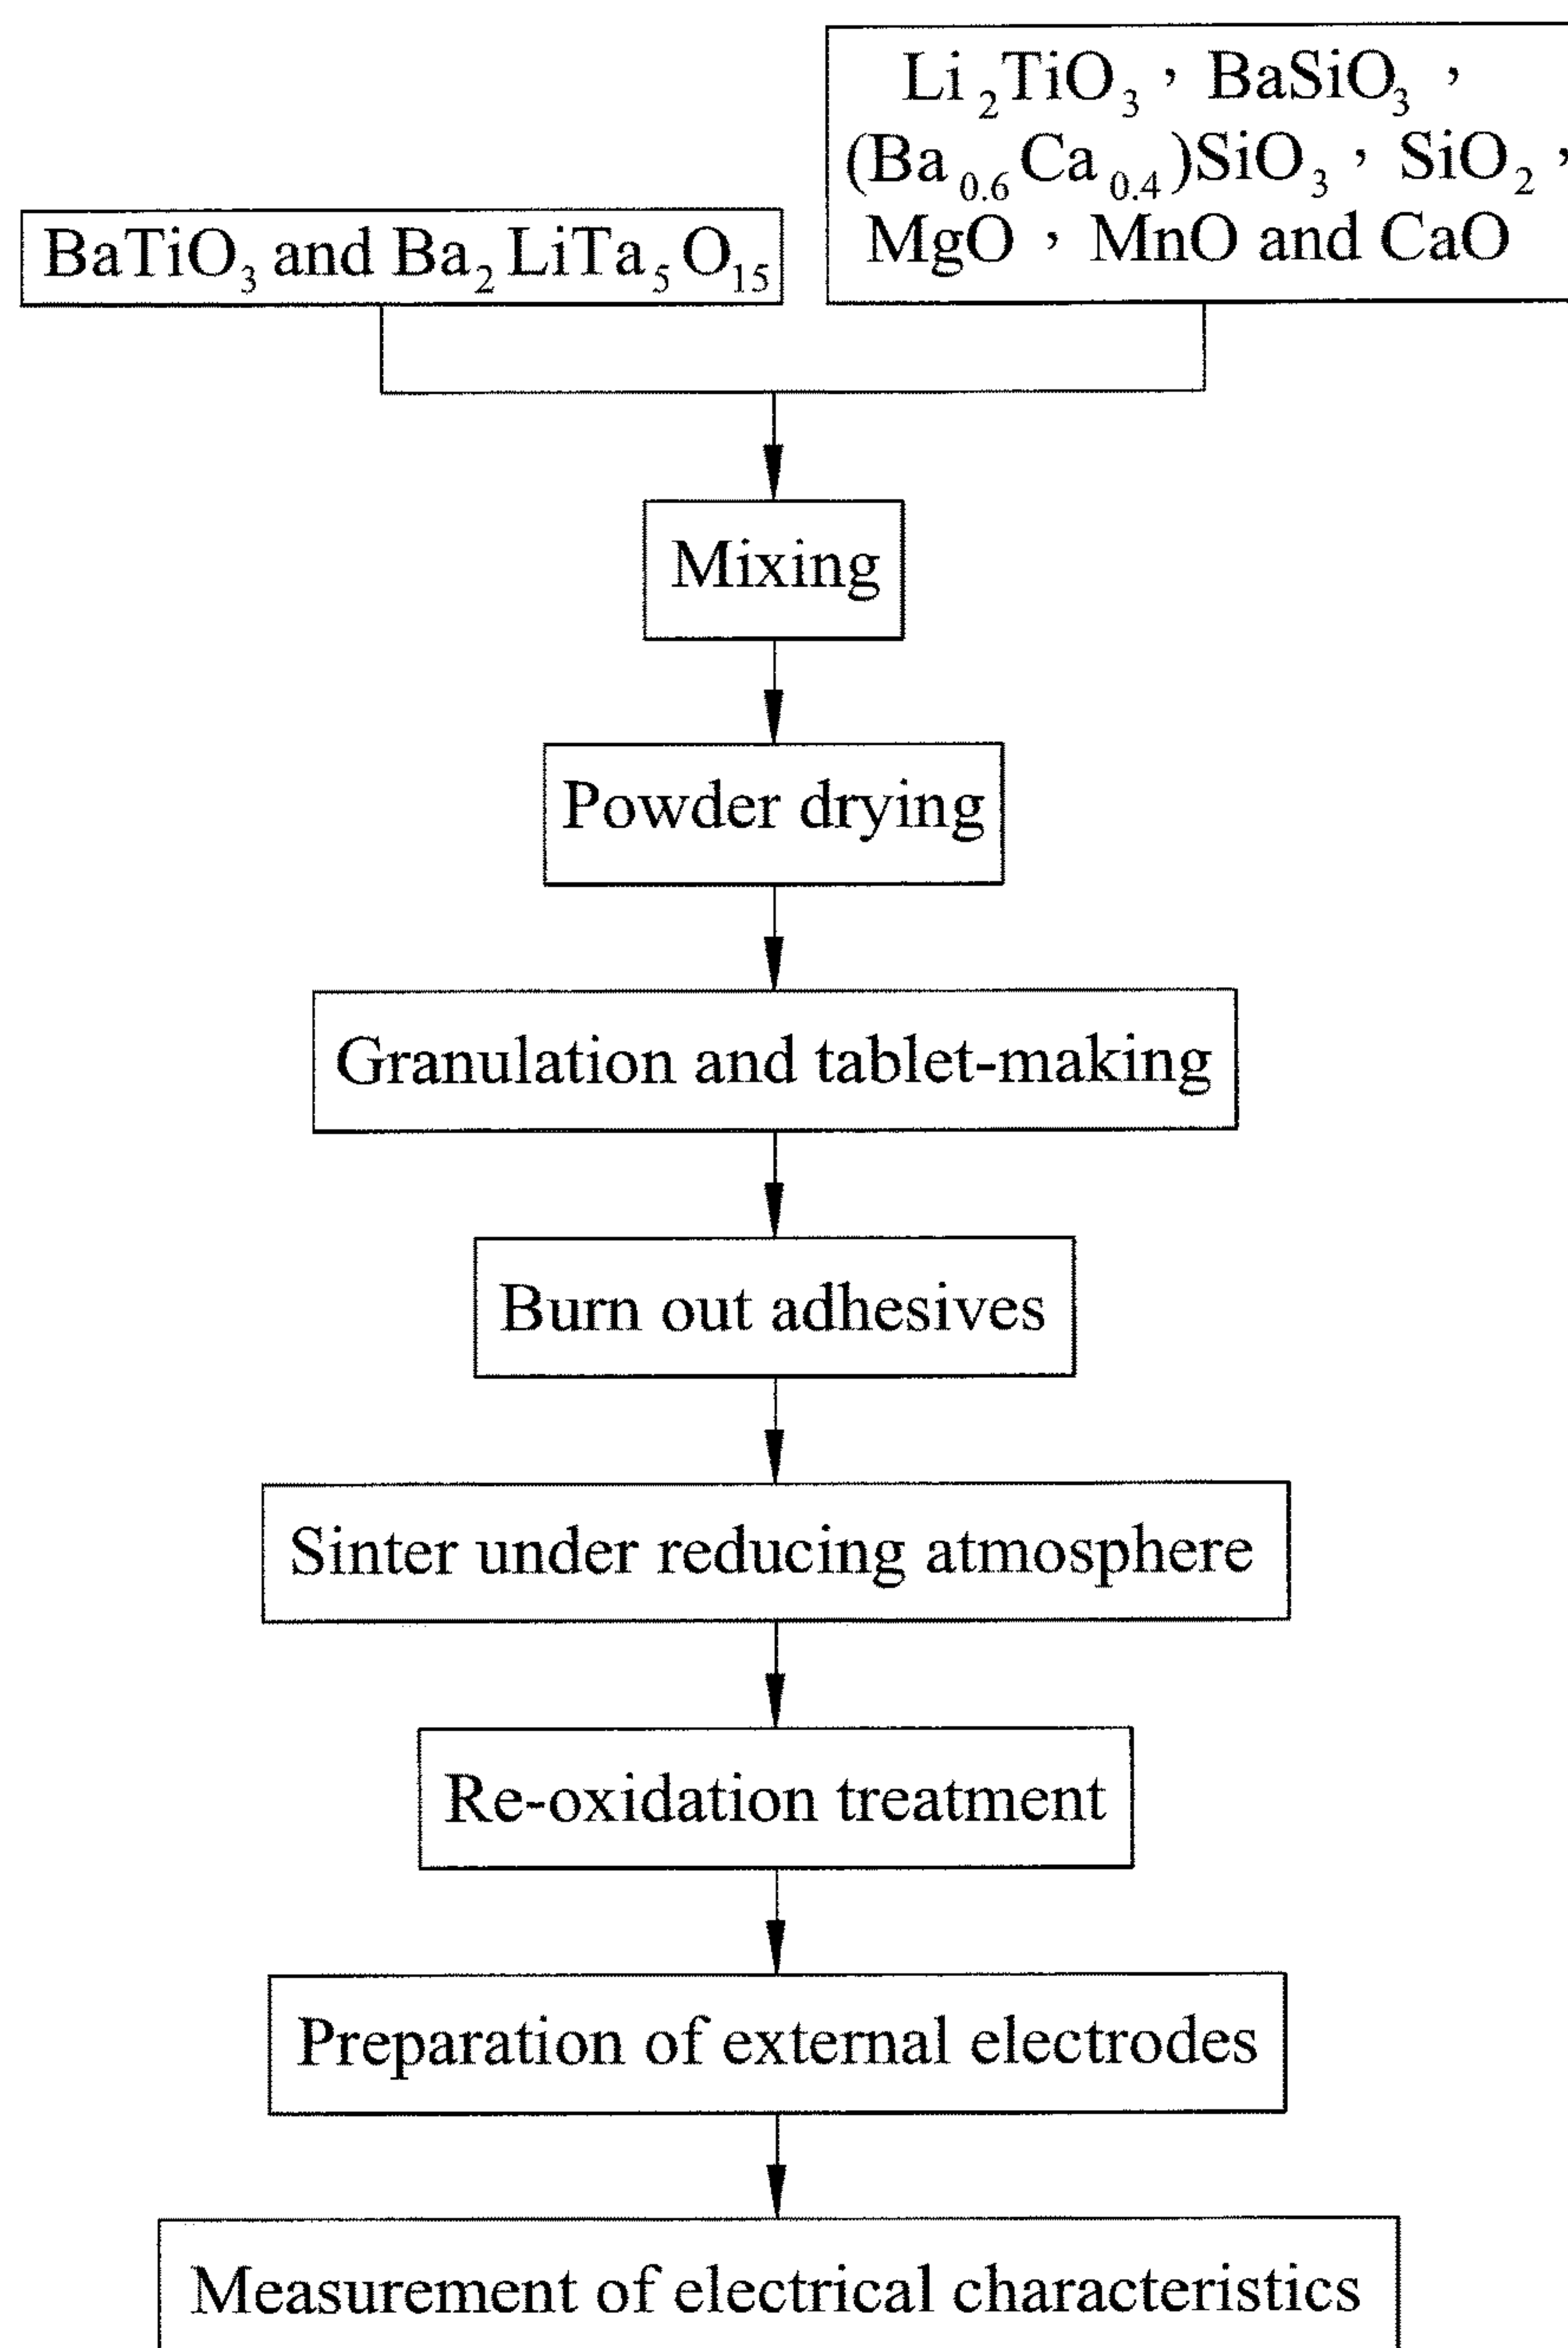 BaTiO₃ and Ba₂LiTa₅O₁₅
Li₂TiO₃，BaSiO₃，
(Ba₀.₆Ca₀.₄)SiO₃，SiO₂，
MgO，MnO and CaO
Mixing
Powder drying
Granulation and tablet-making
Burn out adhesives
Sinter under reducing atmosphere
Re-oxidation treatment
Preparation of external electrodes
Measurement of electrical characteristics